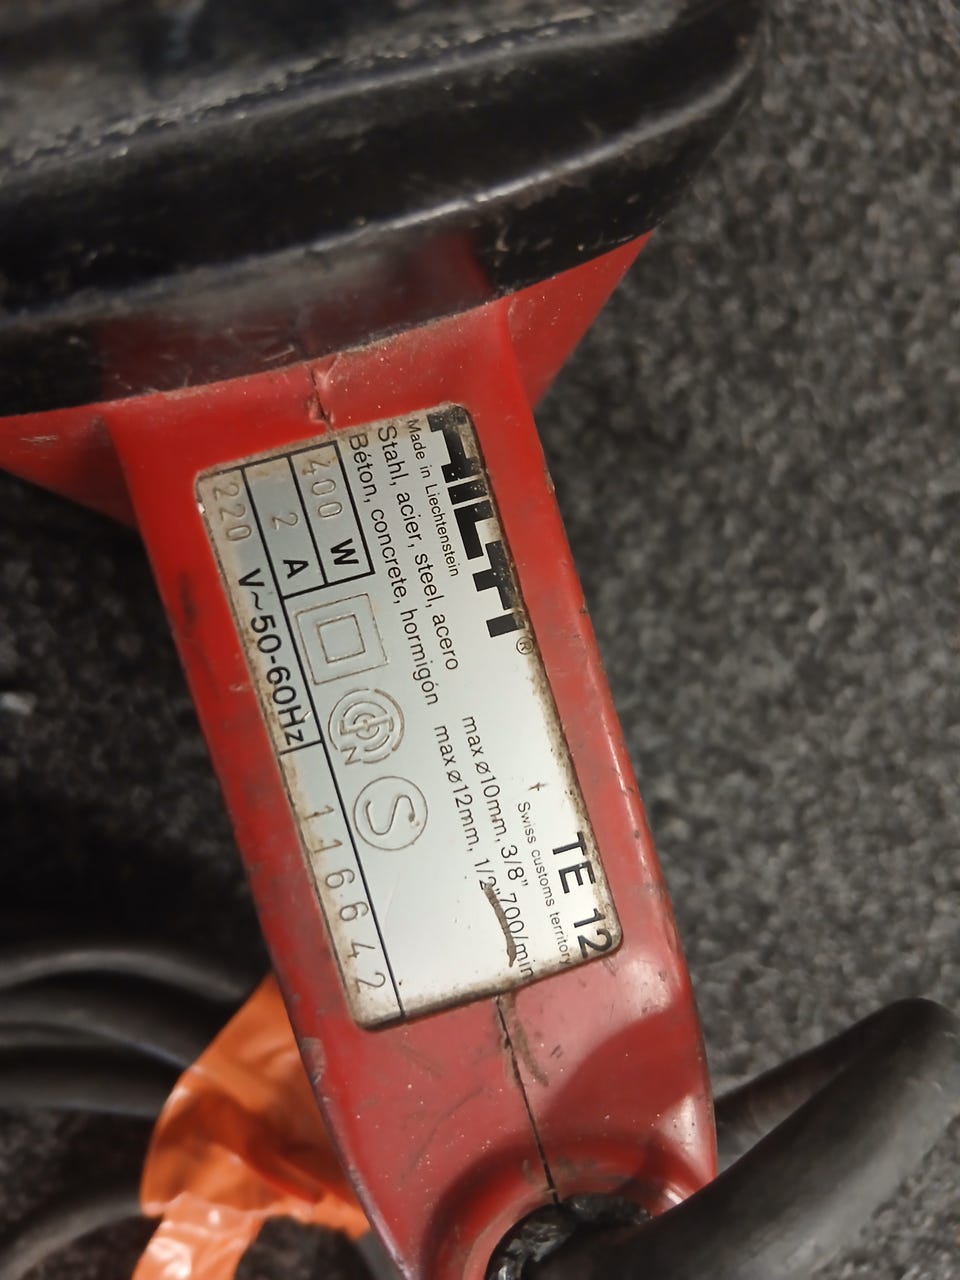 HILTI® TE 12
Made in Liechtenstein Swiss customs territory
Stahl, acier, steel, acero max ø10mm, 3/8"
Béton, concrete, hormigón max ø12mm, 1/2" 700/min
400 W
2 A
220 V~50-60Hz
N
S
116642